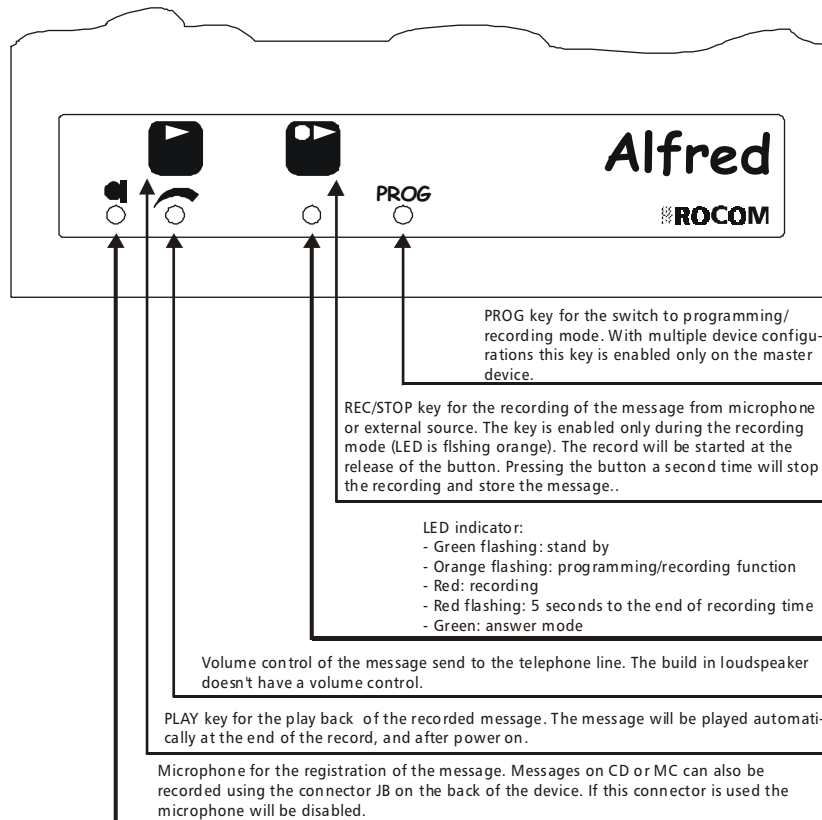 Alfred
PROG
ROCOM
PROG key for the switch to programming/
recording mode. With multiple device configu-
rations this key is enabled only on the master
device.
REC/STOP key for the recording of the message from microphone
or external source. The key is enabled only during the recording
mode (LED is flshing orange). The record will be started at the
release of the button. Pressing the button a second time will stop
the recording and store the message..
LED indicator:
- Green flashing: stand by
- Orange flashing: programming/recording function
- Red: recording
- Red flashing: 5 seconds to the end of recording time
- Green: answer mode
Volume control of the message send to the telephone line. The build in loudspeaker
doesn't have a volume control.
PLAY key for the play back of the recorded message. The message will be played automati-
cally at the end of the record, and after power on.
Microphone for the registration of the message. Messages on CD or MC can also be
recorded using the connector JB on the back of the device. If this connector is used the
microphone will be disabled.